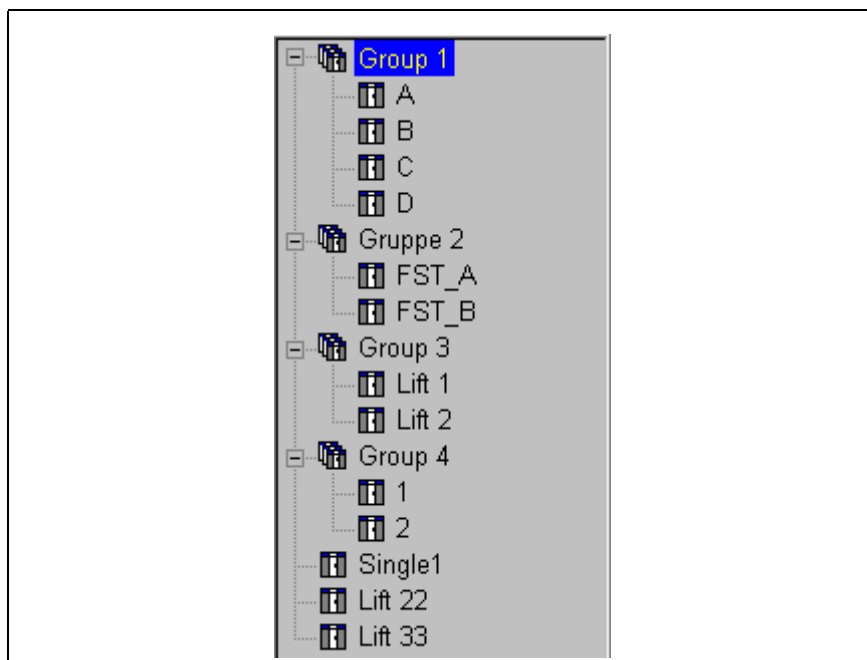 Group 1
A
B
C
D
Gruppe 2
FST_A
FST_B
Group 3
Lift 1
Lift 2
Group 4
1
2
Single1
Lift 22
Lift 33